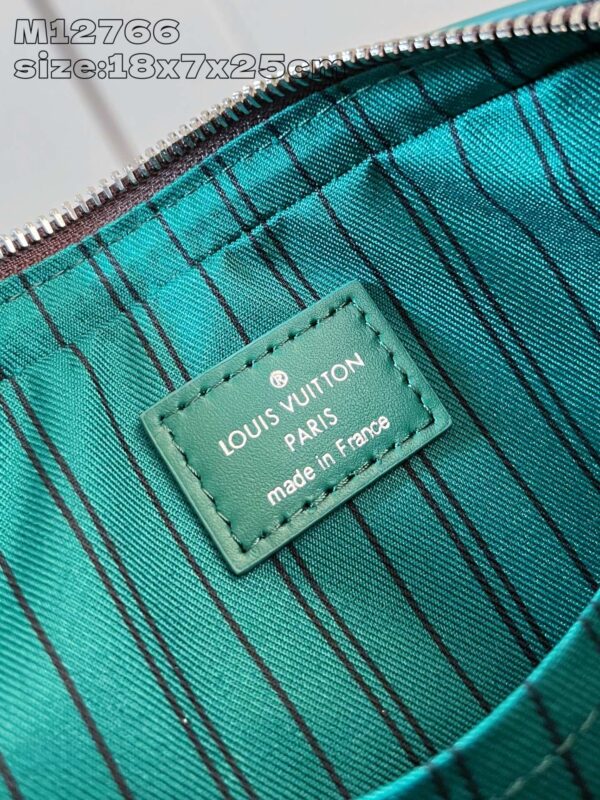 M12766
size:18x7x25cm
®
LOUIS VUITTON
PARIS
made in France